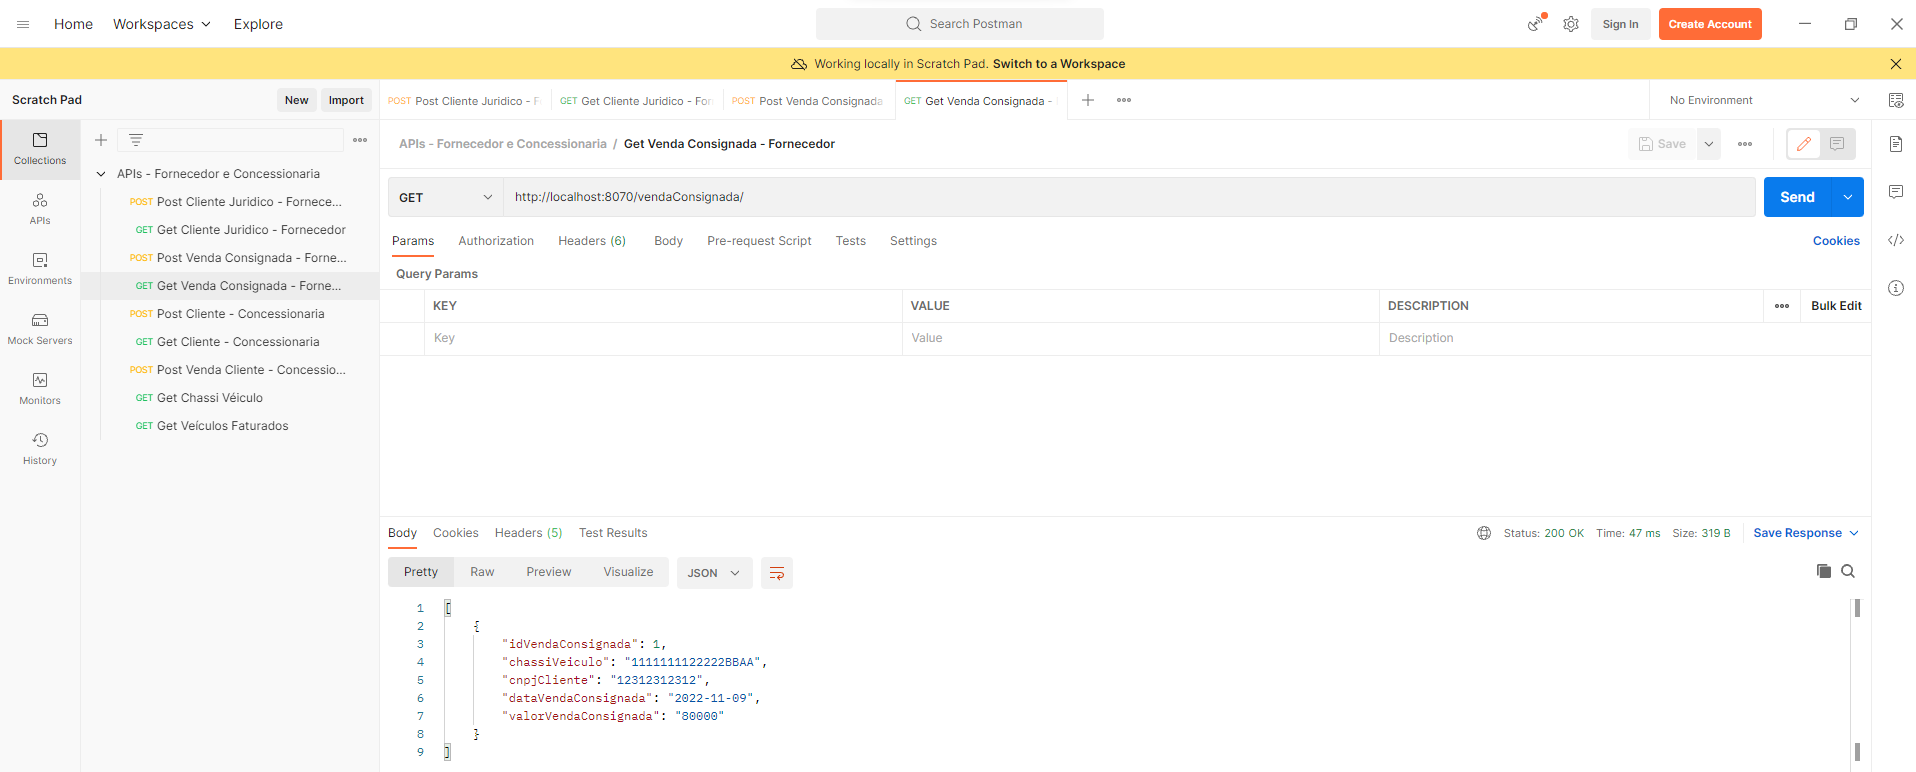 Home Workspaces Explore Search Postman Sign In Create Account
Working locally in Scratch Pad. Switch to a Workspace
Scratch Pad New Import
POST Post Cliente Juridico - F GET Get Cliente Juridico - For POST Post Venda Consignada GET Get Venda Consignada - No Environment
Collections
APIs
Environments
Mock Servers
Monitors
History
APIs - Fornecedor e Concessionaria
POST Post Cliente Juridico - Fornece...
GET Get Cliente Juridico - Fornecedor
POST Post Venda Consignada - Forne...
GET Get Venda Consignada - Forne...
POST Post Cliente - Concessionaria
GET Get Cliente - Concessionaria
POST Post Venda Cliente - Concessio...
GET Get Chassi Véiculo
GET Get Veículos Faturados
APIs - Fornecedor e Concessionaria / Get Venda Consignada - Fornecedor Save
GET http://localhost:8070/vendaConsignada/ Send
Params Authorization Headers (6) Body Pre-request Script Tests Settings Cookies
Query Params
KEY VALUE DESCRIPTION Bulk Edit
Key Value Description
Body Cookies Headers (5) Test Results Status: 200 OK Time: 47 ms Size: 319 B Save Response
Pretty Raw Preview Visualize JSON
1 [
2 {
3 "idVendaConsignada": 1,
4 "chassiVeiculo": "1111111122222BBAA",
5 "cnpjCliente": "12312312312",
6 "dataVendaConsignada": "2022-11-09",
7 "valorVendaConsignada": "80000"
8 }
9 ]